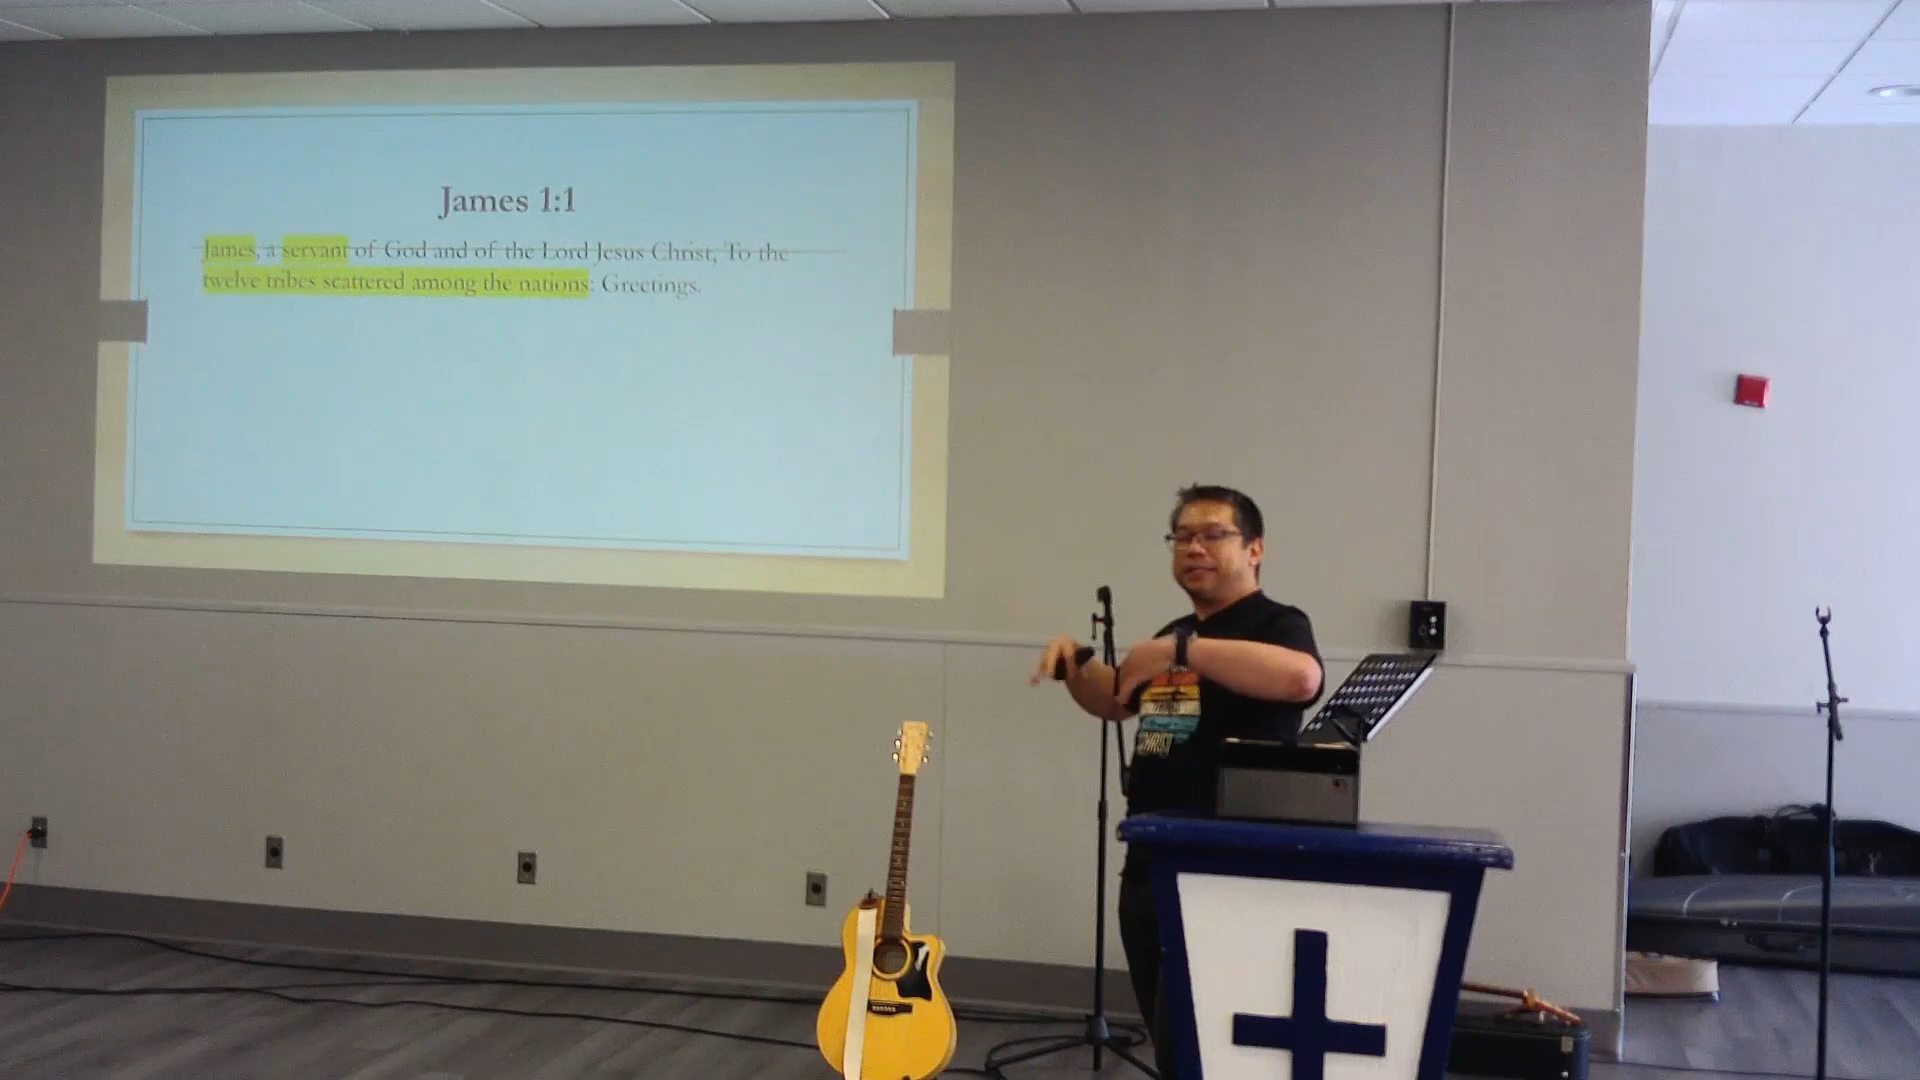 James 1:1
James, a servant of God and of the Lord Jesus Christ, To the
twelve tribes scattered among the nations: Greetings.
CHRIST